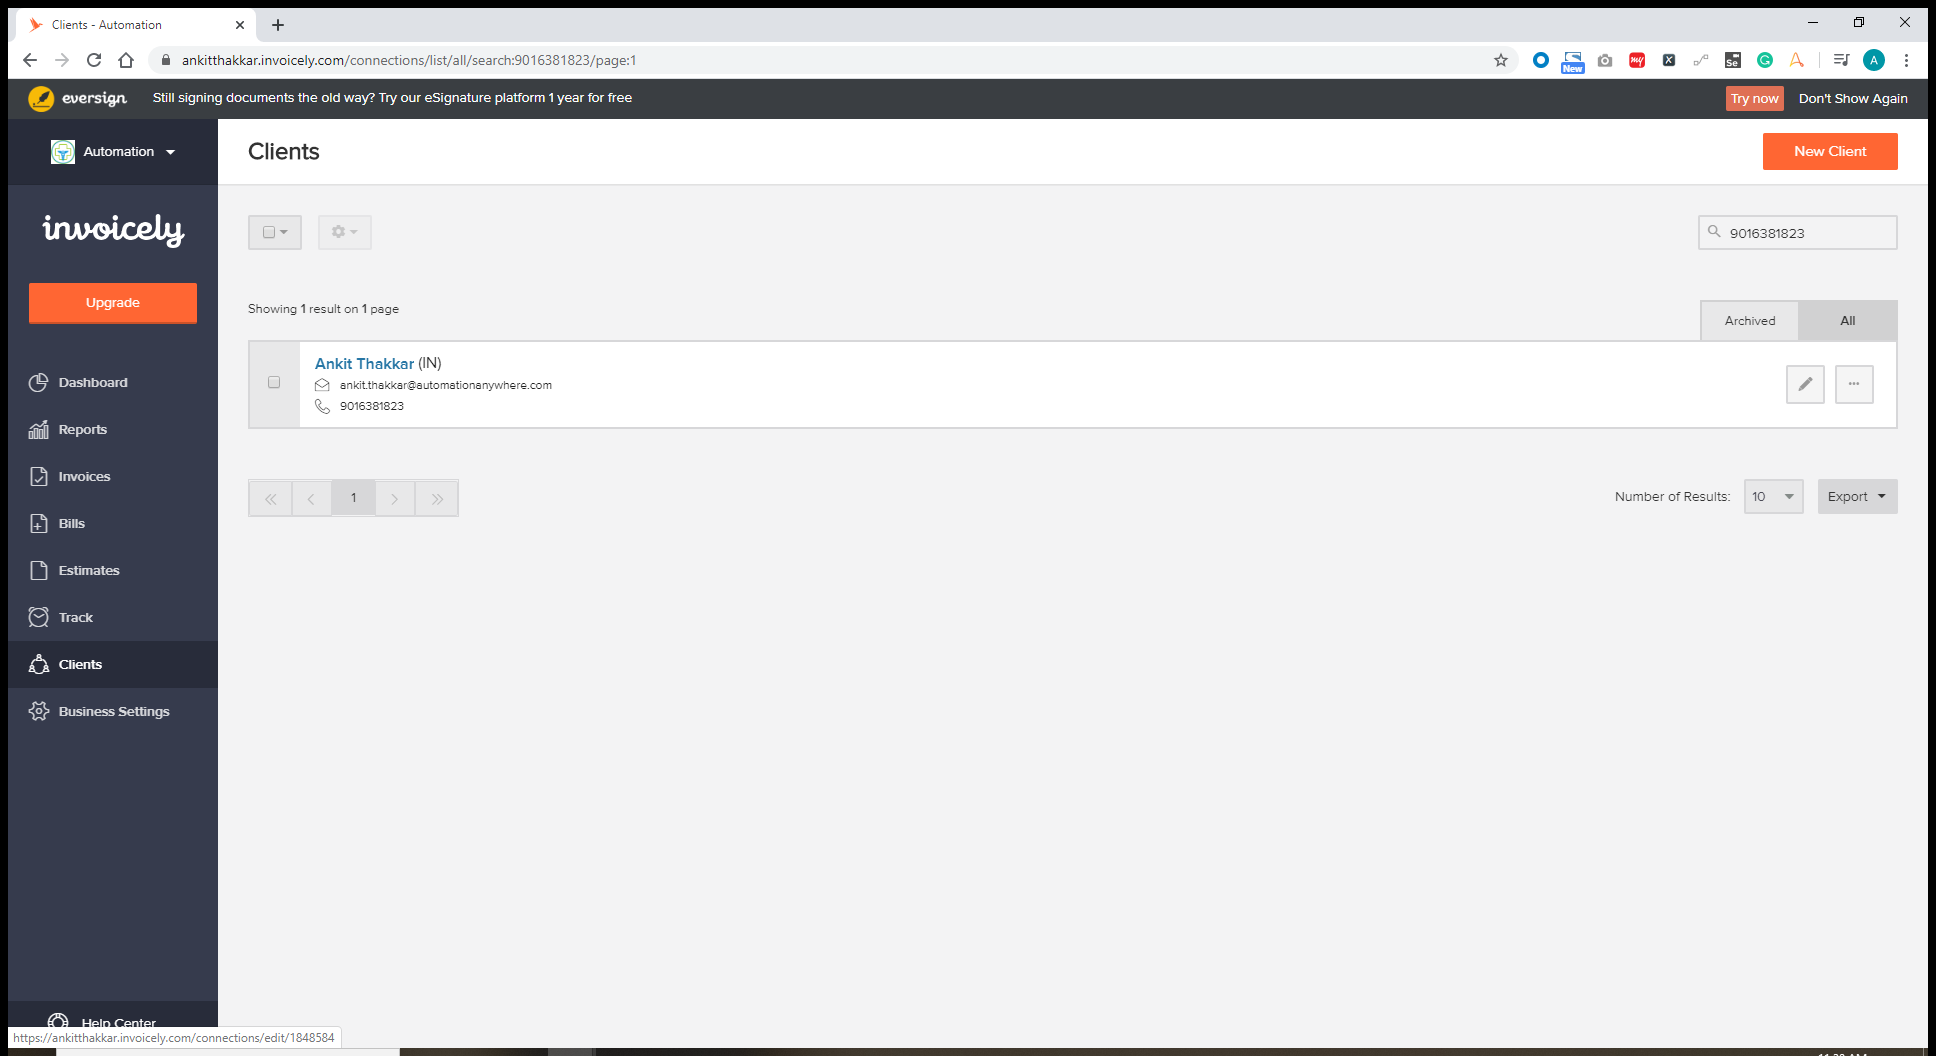 Clients - Automation
ankitthakkar.invoicely.com/connections/list/all/search:9016381823/page:1
New
my
X
Se
G
A
eversign
Still signing documents the old way? Try our eSignature platform 1 year for free
Try now
Don't Show Again
Automation
Clients
New Client
invoicely
9016381823
Upgrade
Showing 1 result on 1 page
Archived
All
Ankit Thakkar (IN)
ankit.thakkar@automationanywhere.com
9016381823
Dashboard
Reports
Invoices
Bills
Estimates
Track
Clients
Business Settings
1
Number of Results:
10
Export
Help Center
https://ankitthakkar.invoicely.com/connections/edit/1848584